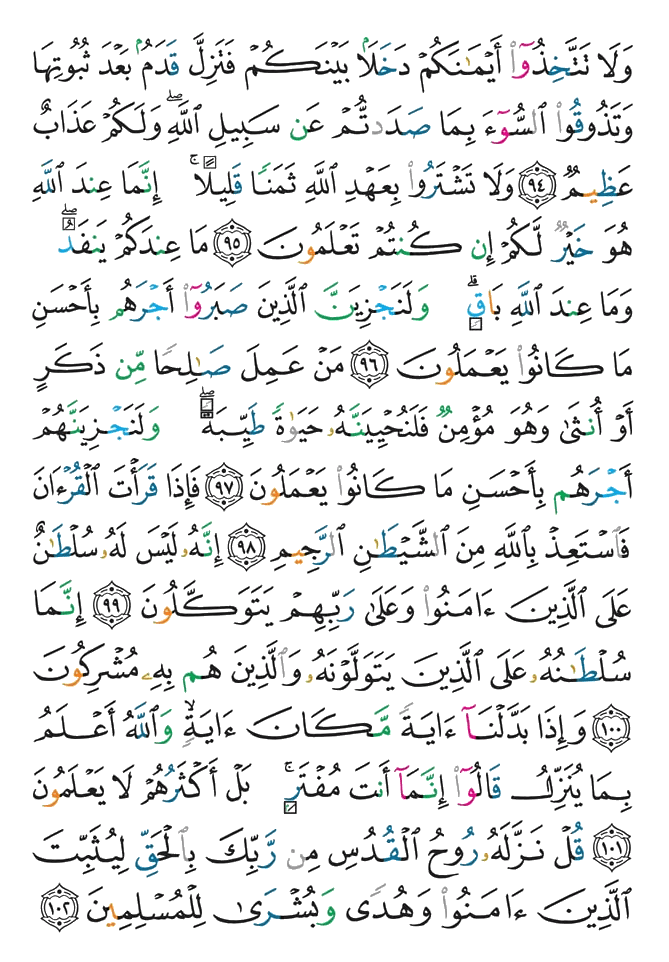 وَلَا تَتَّخِذُوٓا۟ أَيْمَـٰنَكُمْ دَخَلًۢا بَيْنَكُمْ فَتَزِلَّ قَدَمٌۢ بَعْدَ ثُبُوتِهَا
وَتَذُوقُوا۟ ٱلسُّوٓءَ بِمَا صَدَدتُّمْ عَن سَبِيلِ ٱللَّهِ ۖ وَلَكُمْ عَذَابٌ
عَظِيمٌ ﴿٩٤﴾ وَلَا تَشْتَرُوا۟ بِعَهْدِ ٱللَّهِ ثَمَنًا قَلِيلًا ۚ إِنَّمَا عِندَ ٱللَّهِ
هُوَ خَيْرٌ لَّكُمْ إِن كُنتُمْ تَعْلَمُونَ ﴿٩٥﴾ مَا عِندَكُمْ يَنفَدُ ۖ
وَمَا عِندَ ٱللَّهِ بَاقٍ ۗ وَلَنَجْزِيَنَّ ٱلَّذِينَ صَبَرُوٓا۟ أَجْرَهُم بِأَحْسَنِ
مَا كَانُوا۟ يَعْمَلُونَ ﴿٩٦﴾ مَنْ عَمِلَ صَـٰلِحًا مِّن ذَكَرٍ
أَوْ أُنثَىٰ وَهُوَ مُؤْمِنٌ فَلَنُحْيِيَنَّهُۥ حَيَوٰةً طَيِّبَةً ۖ وَلَنَجْزِيَنَّهُمْ
أَجْرَهُم بِأَحْسَنِ مَا كَانُوا۟ يَعْمَلُونَ ﴿٩٧﴾ فَإِذَا قَرَأْتَ ٱلْقُرْءَانَ
فَٱسْتَعِذْ بِٱللَّهِ مِنَ ٱلشَّيْطَـٰنِ ٱلرَّجِيمِ ﴿٩٨﴾ إِنَّهُۥ لَيْسَ لَهُۥ سُلْطَـٰنٌ
عَلَى ٱلَّذِينَ ءَامَنُوا۟ وَعَلَىٰ رَبِّهِمْ يَتَوَكَّلُونَ ﴿٩٩﴾ إِنَّمَا
سُلْطَـٰنُهُۥ عَلَى ٱلَّذِينَ يَتَوَلَّوْنَهُۥ وَٱلَّذِينَ هُم بِهِۦ مُشْرِكُونَ
﴿١٠٠﴾ وَإِذَا بَدَّلْنَآ ءَايَةً مَّكَانَ ءَايَةٍ ۙ وَٱللَّهُ أَعْلَمُ
بِمَا يُنَزِّلُ قَالُوٓا۟ إِنَّمَآ أَنتَ مُفْتَرٍۭ ۚ بَلْ أَكْثَرُهُمْ لَا يَعْلَمُونَ
﴿١٠١﴾ قُلْ نَزَّلَهُۥ رُوحُ ٱلْقُدُسِ مِن رَّبِّكَ بِٱلْحَقِّ لِيُثَبِّتَ
ٱلَّذِينَ ءَامَنُوا۟ وَهُدًى وَبُشْرَىٰ لِلْمُسْلِمِينَ ﴿١٠٢﴾